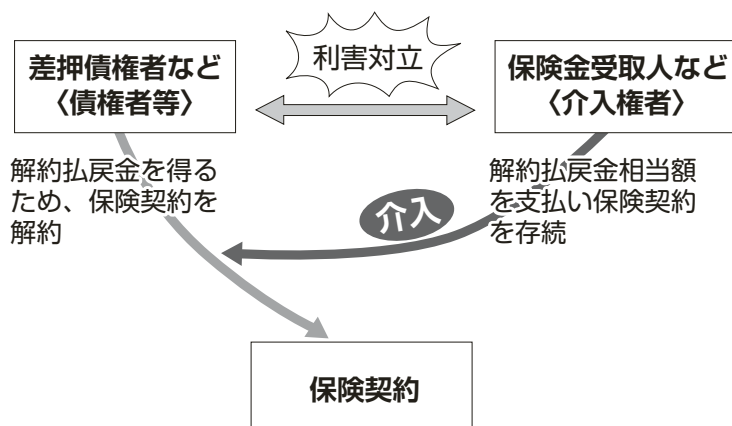 差押債権者など
〈債権者等〉
利害対立
保険金受取人など
〈介入権者〉
解約払戻金を得る
ため、保険契約を
解約
介入
解約払戻金相当額
を支払い保険契約
を存続
保険契約